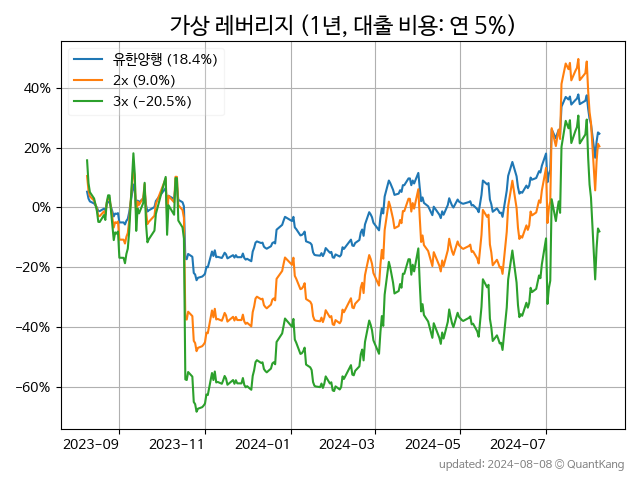 가상 레버리지 (1년, 대출 비용: 연 5%)
유한양행 (18.4%)
2x (9.0%)
3x (−20.5%)
40%
20%
0%
−20%
−40%
−60%
2023-09 2023-11 2024-01 2024-03 2024-05 2024-07
updated: 2024-08-08 © QuantKang